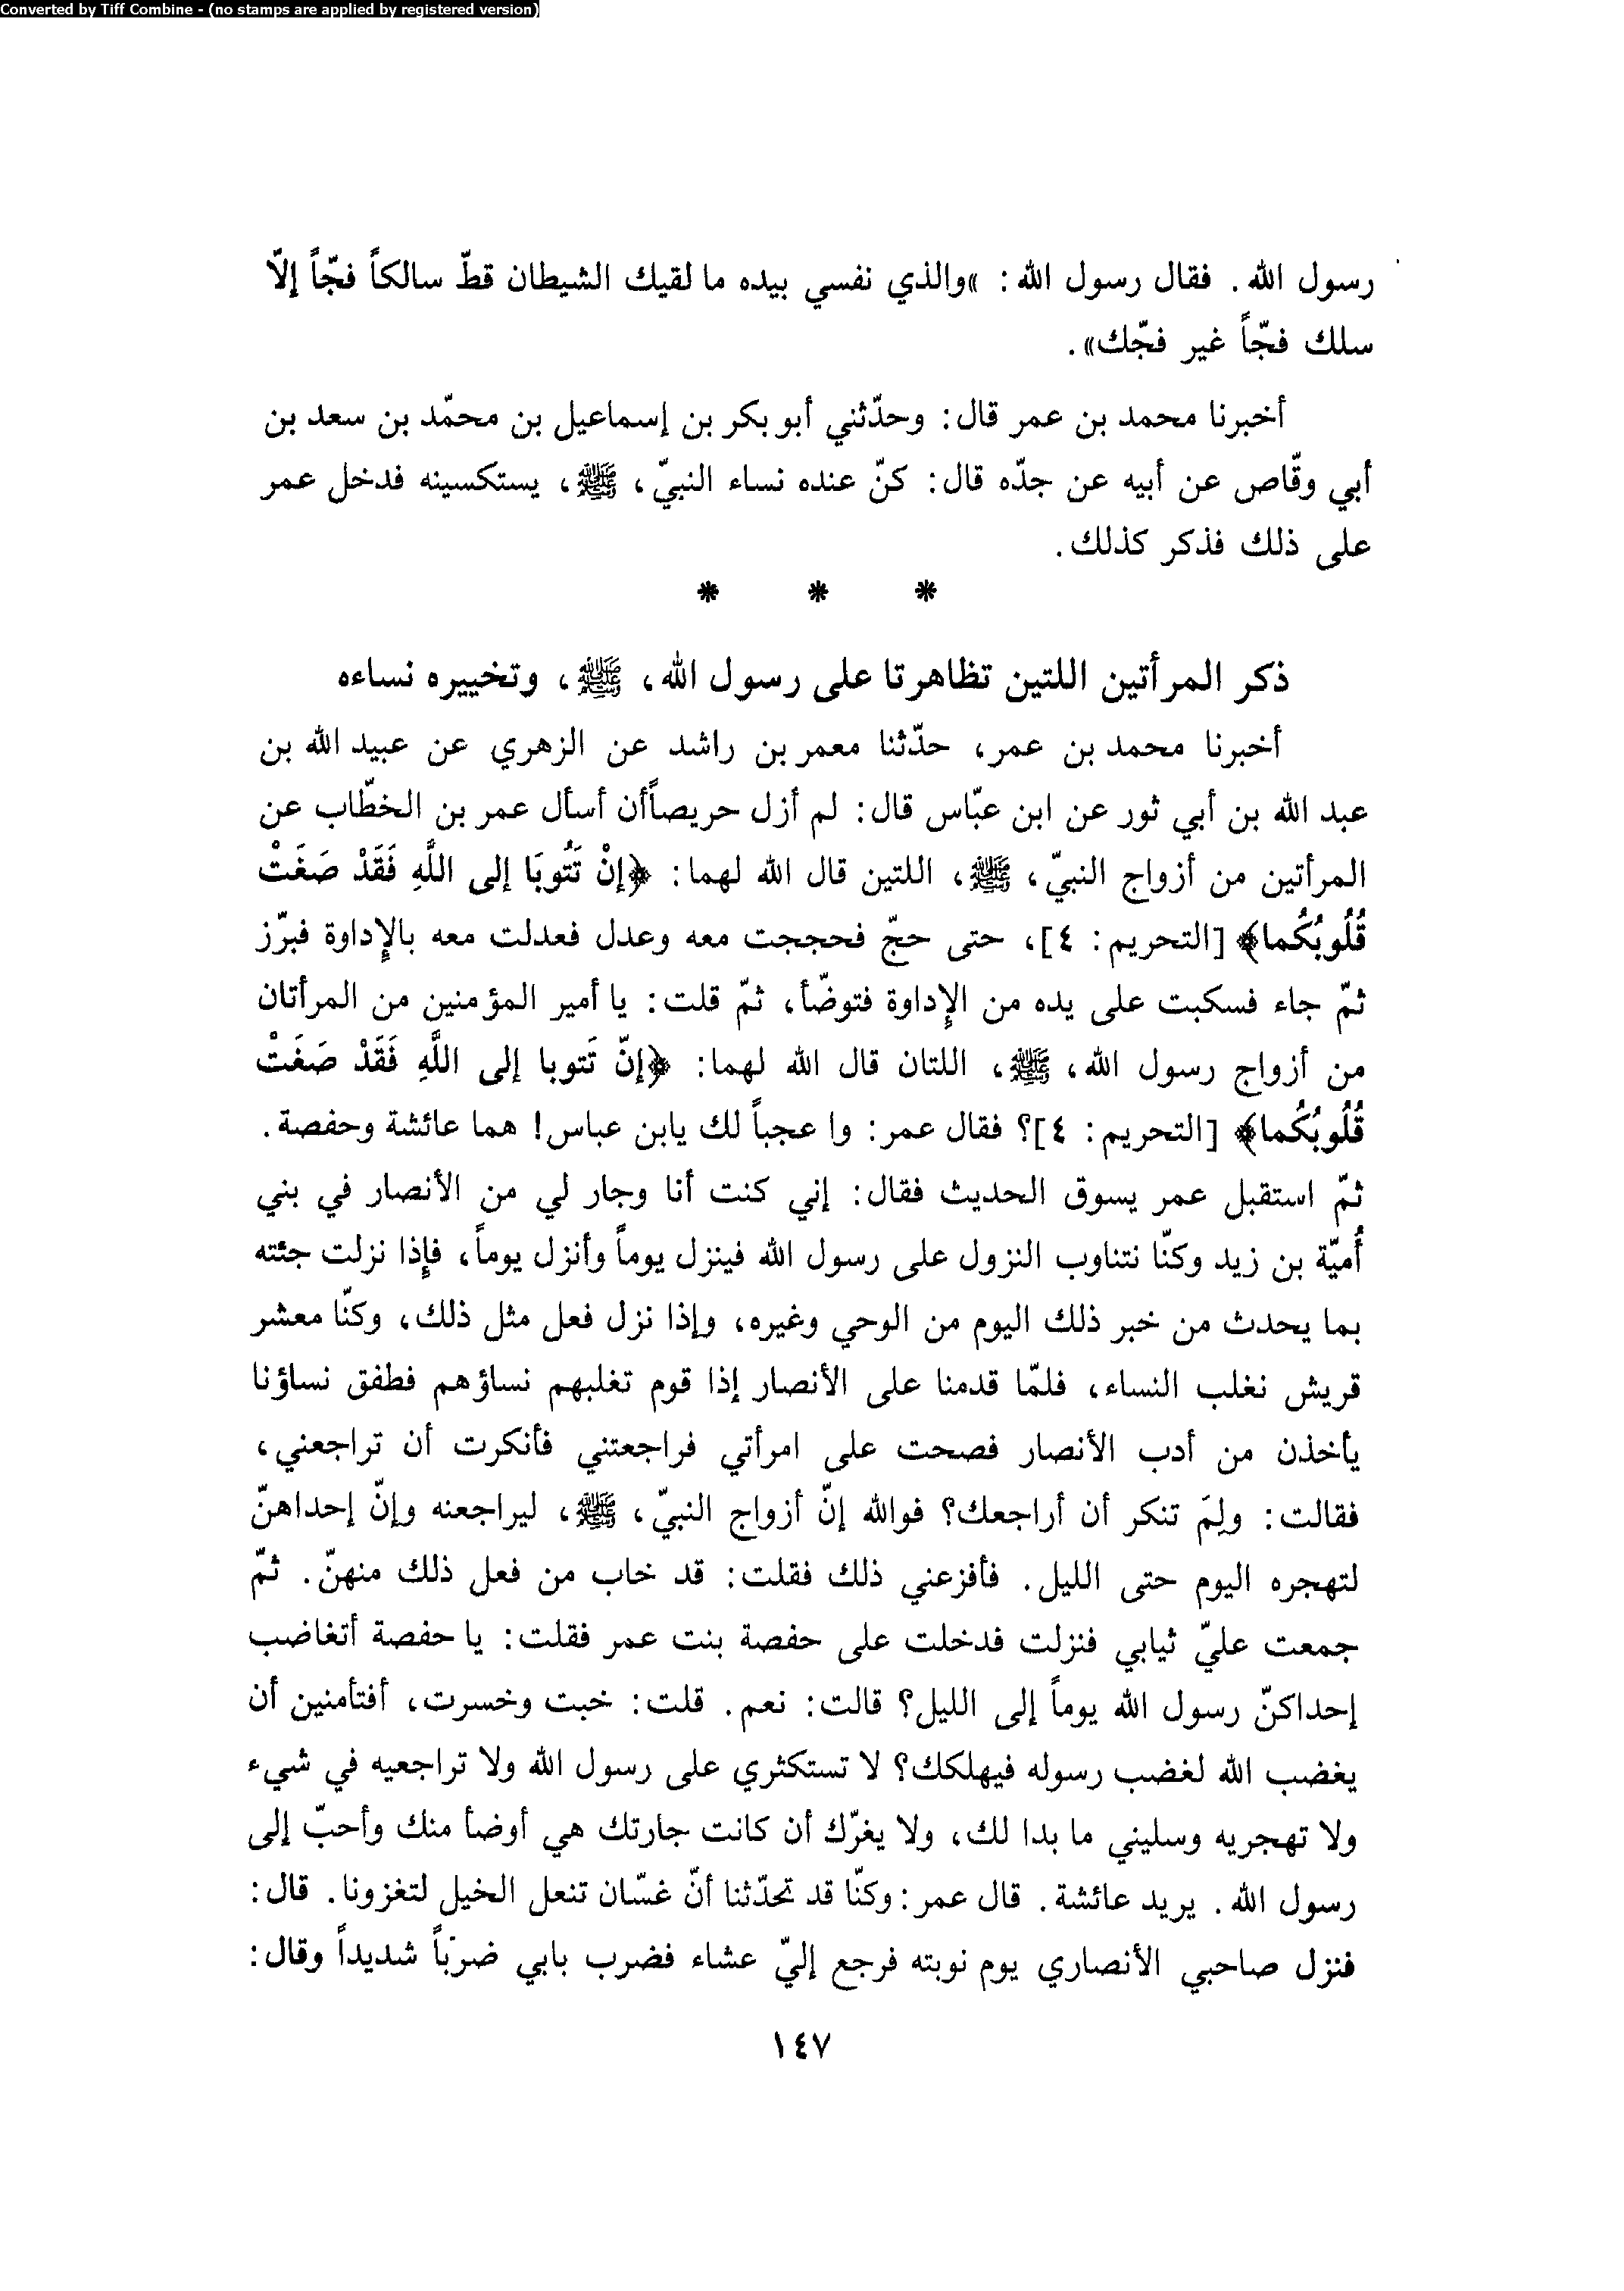 Converted by Tiff Combine - (no stamps are applied by registered version)
رسول الله. فقال رسول الله: «والذي نفسي بيده ما لقيك الشيطان قطّ سالكاً فجّاً إلاّ
سلك فجّاً غير فجّك».
أخبرنا محمد بن عمر قال: وحدّثني أبو بكر بن إسماعيل بن محمّد بن سعد بن
أبي وقّاص عن أبيه عن جدّه قال: كنّ عنده نساء النبيّ، ﷺ، يستكسينه فدخل عمر
على ذلك فذكر كذلك.
* * *
ذكر المرأتين اللتين تظاهرتا على رسول الله، ﷺ، وتخييره نساءه
أخبرنا محمد بن عمر، حدّثنا معمر بن راشد عن الزهري عن عبيد الله بن
عبد الله بن أبي ثور عن ابن عبّاس قال: لم أزل حريصاً أن أسأل عمر بن الخطّاب عن
المرأتين من أزواج النبيّ، ﷺ، اللتين قال الله لهما: ﴿إنْ تَتُوبَا إلى اللَّهِ فَقَدْ صَغَتْ
قُلُوبُكُما﴾ [التحريم: ٤]، حتى حجّ فحججت معه وعدل فعدلت معه بالإداوة فبرّز
ثمّ جاء فسكبت على يده من الإداوة فتوضّأ، ثمّ قلت: يا أمير المؤمنين من المرأتان
من أزواج رسول الله، ﷺ، اللتان قال الله لهما: ﴿إنّ تَتوبا إلى اللَّهِ فَقَدْ صَغَتْ
قُلُوبُكُما﴾ [التحريم: ٤]؟ فقال عمر: وا عجباً لك يابن عباس! هما عائشة وحفصة.
ثمّ استقبل عمر يسوق الحديث فقال: إني كنت أنا وجار لي من الأنصار في بني
أُميّة بن زيد وكنّا نتناوب النزول على رسول الله فينزل يوماً وأنزل يوماً، فإذا نزلت جئته
بما يحدث من خبر ذلك اليوم من الوحي وغيره، وإذا نزل فعل مثل ذلك، وكنّا معشر
قريش نغلب النساء، فلمّا قدمنا على الأنصار إذا قوم تغلبهم نساؤهم فطفق نساؤنا
يأخذن من أدب الأنصار فصحت على امرأتي فراجعتني فأنكرت أن تراجعني،
فقالت: ولِمَ تنكر أن أراجعك؟ فوالله إنّ أزواج النبيّ، ﷺ، ليراجعنه وإنّ إحداهنّ
لتهجره اليوم حتى الليل. فأفزعني ذلك فقلت: قد خاب من فعل ذلك منهنّ. ثمّ
جمعت عليّ ثيابي فنزلت فدخلت على حفصة بنت عمر فقلت: يا حفصة أتغاضب
إحداكنّ رسول الله يوماً إلى الليل؟ قالت: نعم. قلت: خبت وخسرت، أفتأمنين أن
يغضب الله لغضب رسوله فيهلكك؟ لا تستكثري على رسول الله ولا تراجعيه في شيء
ولا تهجريه وسليني ما بدا لك، ولا يغرّك أن كانت جارتك هي أوضأ منك وأحبّ إلى
رسول الله. يريد عائشة. قال عمر: وكنّا قد تحدّثنا أنّ غسّان تنعل الخيل لتغزونا. قال:
فنزل صاحبي الأنصاري يوم نوبته فرجع إليّ عشاء فضرب بابي ضرباً شديداً وقال:
١٤٧